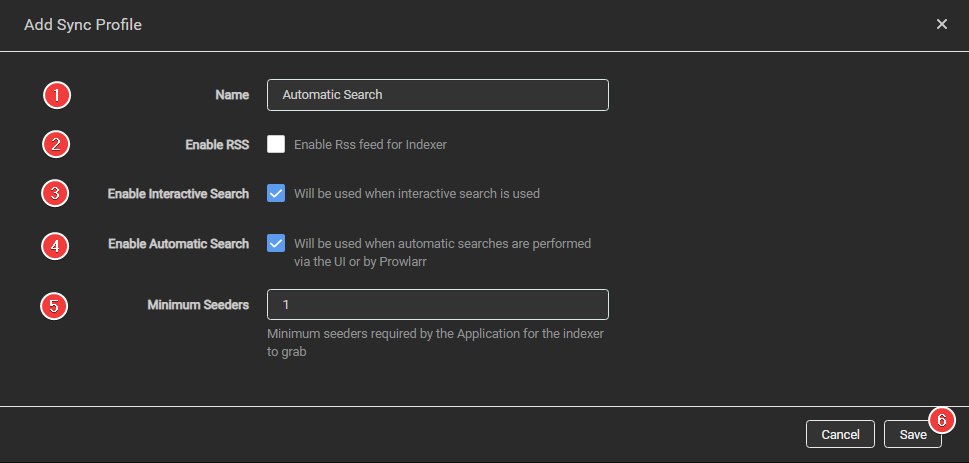 Add Sync Profile
1
Name
Automatic Search
2
Enable RSS
Enable Rss feed for Indexer
3
Enable Interactive Search
Will be used when interactive search is used
4
Enable Automatic Search
Will be used when automatic searches are performed
via the UI or by Prowlarr
5
Minimum Seeders
1
Minimum seeders required by the Application for the indexer
to grab
Cancel
Save
6